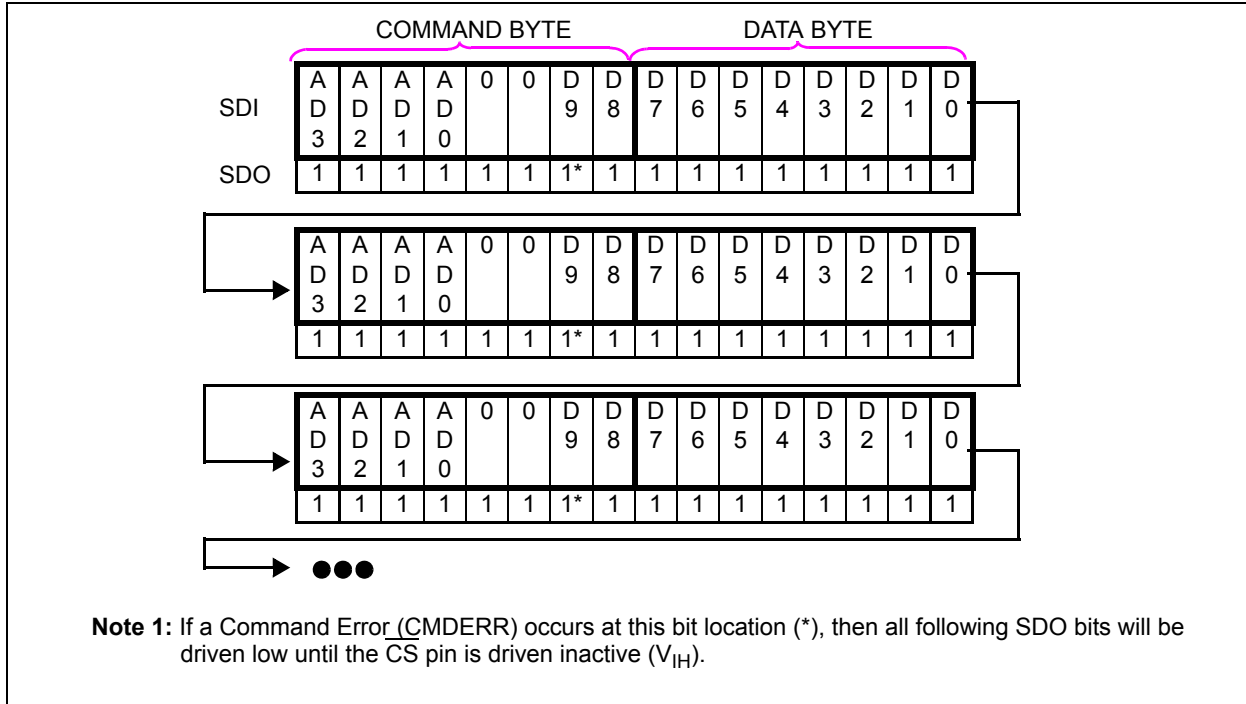 COMMAND BYTE DATA BYTE
A A A A 0 0 D D D D D D D D D D
SDI D D D D 9 8 7 6 5 4 3 2 1 0
3 2 1 0
SDO 1 1 1 1 1 1 1* 1 1 1 1 1 1 1 1 1
A A A A 0 0 D D D D D D D D D D
D D D D 9 8 7 6 5 4 3 2 1 0
3 2 1 0
1 1 1 1 1 1 1* 1 1 1 1 1 1 1 1 1
A A A A 0 0 D D D D D D D D D D
D D D D 9 8 7 6 5 4 3 2 1 0
3 2 1 0
1 1 1 1 1 1 1* 1 1 1 1 1 1 1 1 1
Note 1: If a Command Error (CMDERR) occurs at this bit location (*), then all following SDO bits will be
driven low until the CS pin is driven inactive (VIH).